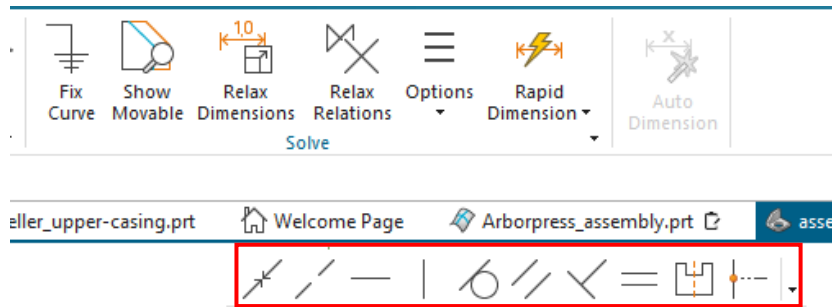 1,0
x
Fix Show Relax Relax Options Rapid Auto
Curve Movable Dimensions Relations Dimension Dimension
Solve
eller_upper-casing.prt Welcome Page Arborpress_assembly.prt asse